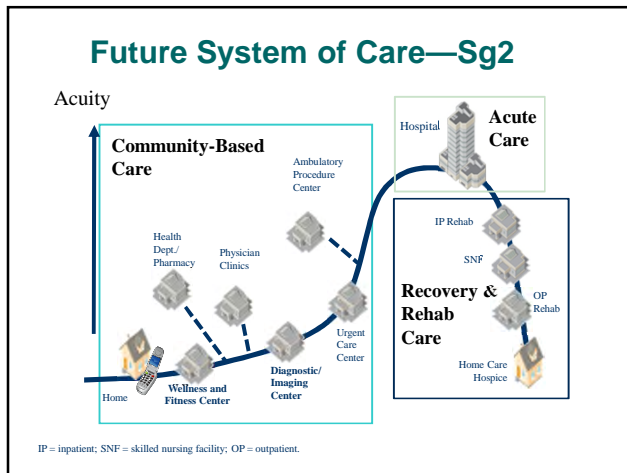 Future System of Care—Sg2
Acuity
Community-Based
Care
Ambulatory
Procedure
Center
Health
Dept./
Pharmacy
Physician
Clinics
Urgent
Care
Center
Home
Wellness and
Fitness Center
Diagnostic/
Imaging
Center
Hospital
Acute
Care
IP Rehab
SNF
Recovery &
Rehab
Care
OP
Rehab
Home Care
Hospice
IP = inpatient; SNF = skilled nursing facility; OP = outpatient.